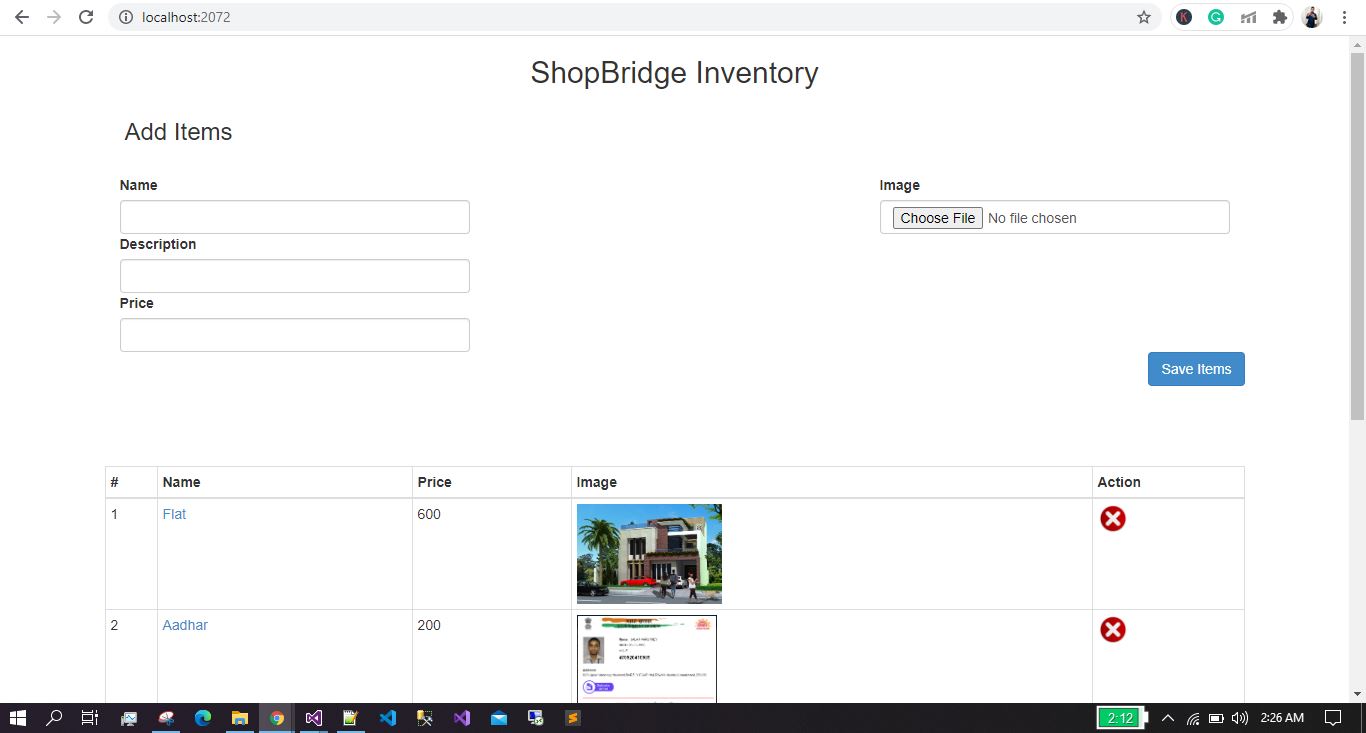 localhost:2072
ShopBridge Inventory
Add Items
Name
Image
Choose File No file chosen
Description
Price
Save Items
# Name Price Image Action
1 Flat 600
2 Aadhar 200
2:12
2:26 AM